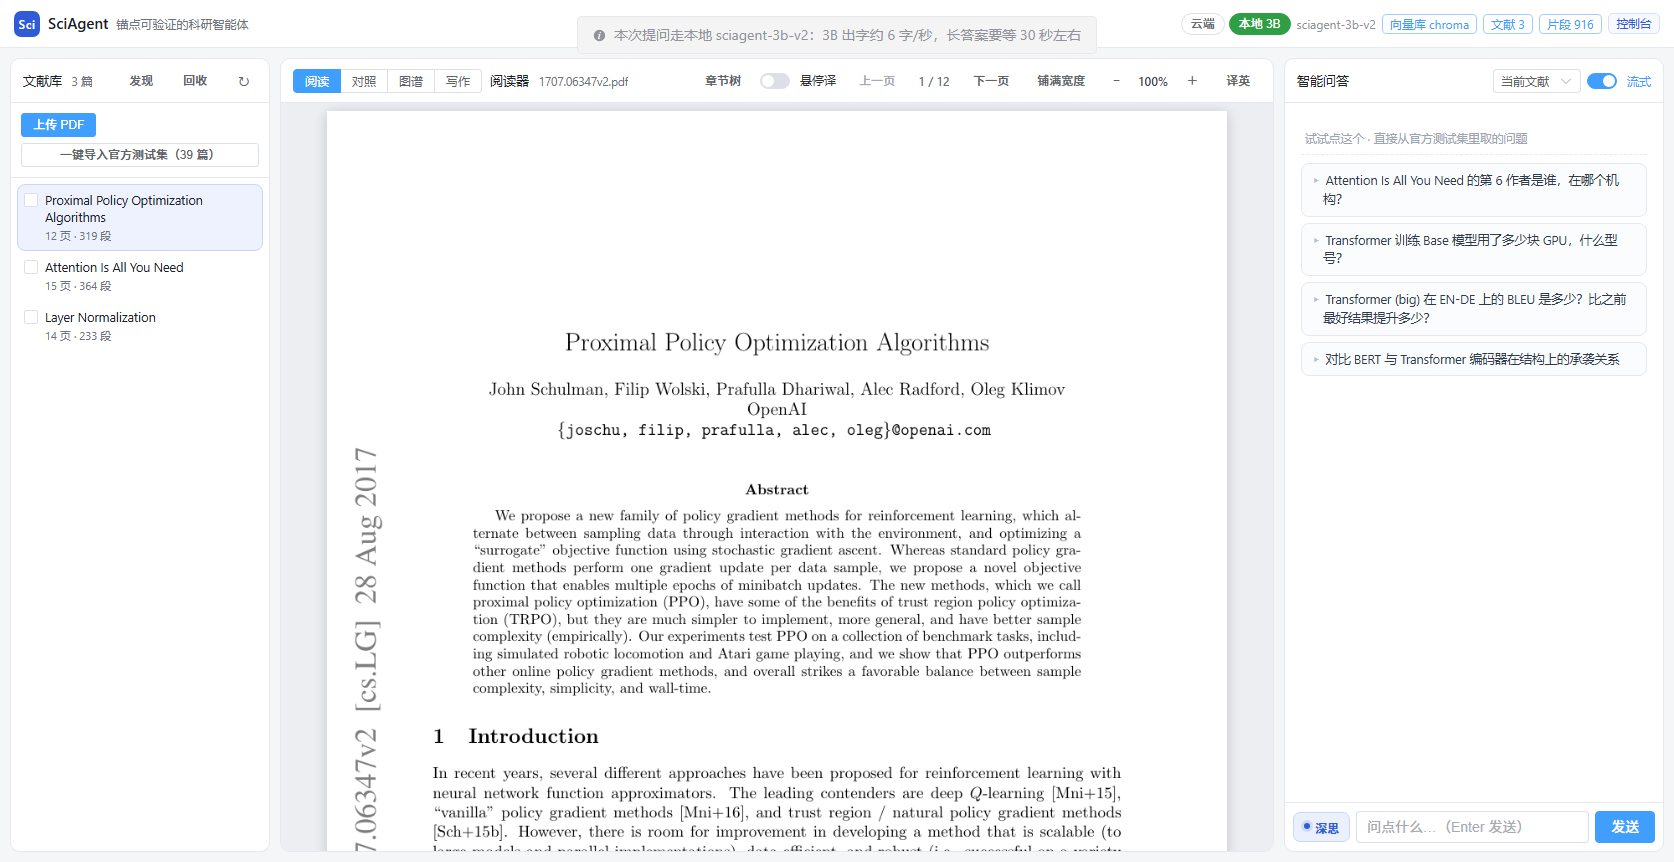 Sci SciAgent 锚点可验证的科研智能体
本次提问走本地 sciagent-3b-v2：3B 出字约 6 字/秒，长答案要等 30 秒左右
云端 本地 3B sciagent-3b-v2 向量库 chroma 文献 3 片段 916 控制台
文献库 3 篇 发现 回收
上传 PDF
一键导入官方测试集（39 篇）
Proximal Policy Optimization
Algorithms
12 页 · 319 段
Attention Is All You Need
15 页 · 364 段
Layer Normalization
14 页 · 233 段
阅读 对照 图谱 写作 阅读器 1707.06347v2.pdf 章节树 悬停译 上一页 1 / 12 下一页 铺满宽度 − 100% + 译英
7.06347v2 [cs.LG] 28 Aug 2017
Proximal Policy Optimization Algorithms
John Schulman, Filip Wolski, Prafulla Dhariwal, Alec Radford, Oleg Klimov
OpenAI
{joschu, filip, prafulla, alec, oleg}@openai.com
Abstract
We propose a new family of policy gradient methods for reinforcement learning, which al-
ternate between sampling data through interaction with the environment, and optimizing a
“surrogate” objective function using stochastic gradient ascent. Whereas standard policy gra-
dient methods perform one gradient update per data sample, we propose a novel objective
function that enables multiple epochs of minibatch updates. The new methods, which we call
proximal policy optimization (PPO), have some of the benefits of trust region policy optimiza-
tion (TRPO), but they are much simpler to implement, more general, and have better sample
complexity (empirically). Our experiments test PPO on a collection of benchmark tasks, includ-
ing simulated robotic locomotion and Atari game playing, and we show that PPO outperforms
other online policy gradient methods, and overall strikes a favorable balance between sample
complexity, simplicity, and wall-time.
1 Introduction
In recent years, several different approaches have been proposed for reinforcement learning with
neural network function approximators. The leading contenders are deep Q-learning [Mni+15],
“vanilla” policy gradient methods [Mni+16], and trust region / natural policy gradient methods
[Sch+15b]. However, there is room for improvement in developing a method that is scalable (to
large models and parallel implementations), data efficient, and robust (i.e., successful on a variety
智能问答 当前文献 流式
试试点这个 · 直接从官方测试集里取的问题
Attention Is All You Need 的第 6 作者是谁，在哪个机
构？
Transformer 训练 Base 模型用了多少块 GPU，什么型
号？
Transformer (big) 在 EN-DE 上的 BLEU 是多少？比之前
最好结果提升多少？
对比 BERT 与 Transformer 编码器在结构上的承袭关系
深思 问点什么…（Enter 发送） 发送